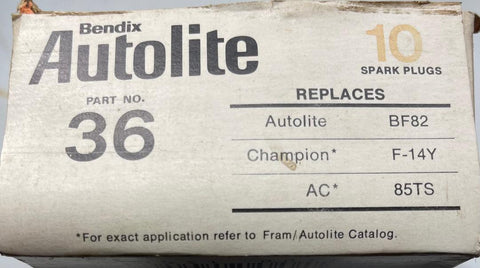 Bendix
Autolite
10
SPARK PLUGS
PART NO.
36
REPLACES
Autolite BF82
Champion* F-14Y
AC* 85TS
*For exact application refer to Fram/Autolite Catalog.